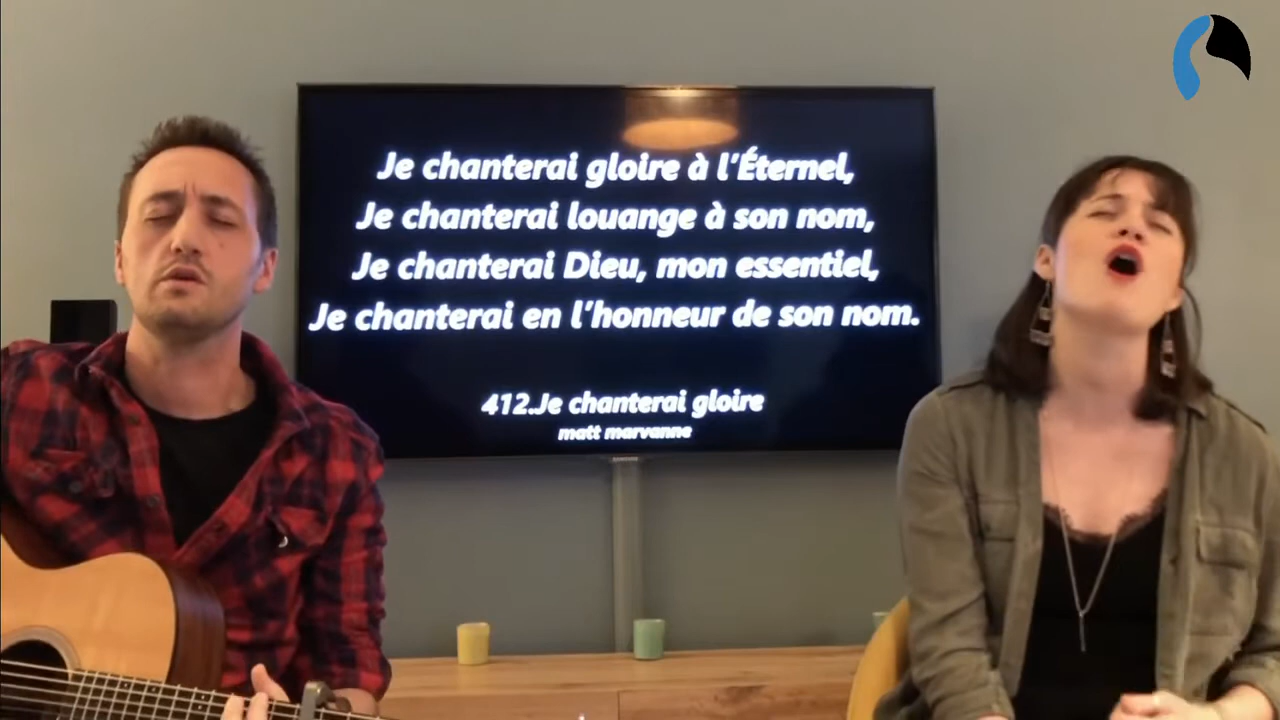 Je chanterai gloire à l'Éternel,
Je chanterai louange à son nom,
Je chanterai Dieu, mon essentiel,
Je chanterai en l'honneur de son nom.
412.Je chanterai gloire
matt marvanne